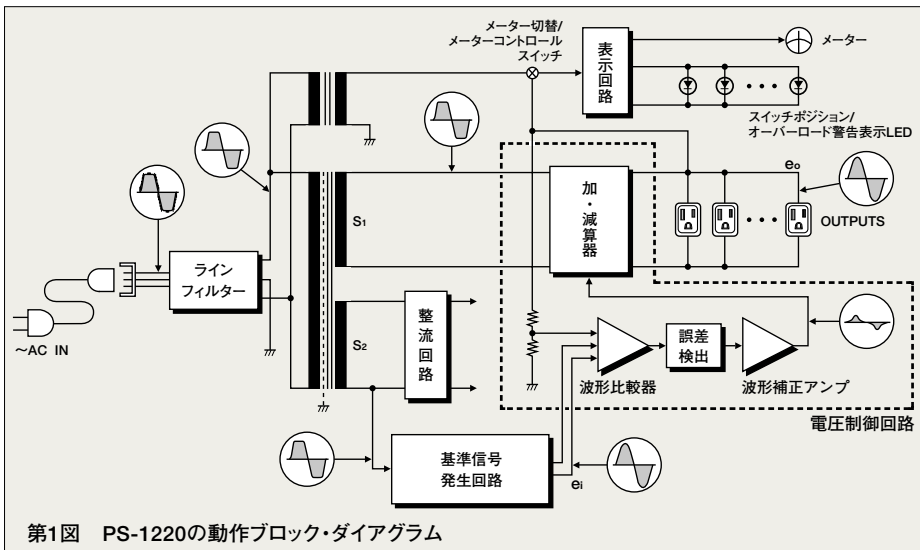 メーター切替/
メーターコントロール
スイッチ
表示回路
メーター
スイッチポジション/
オーバーロード警告表示LED
加・減算器
eo
OUTPUTS
S1
ライン
フィルター
～AC IN
S2
整流回路
波形比較器
誤差
検出
波形補正アンプ
電圧制御回路
基準信号
発生回路
ei
第1図 PS-1220の動作ブロック・ダイアグラム